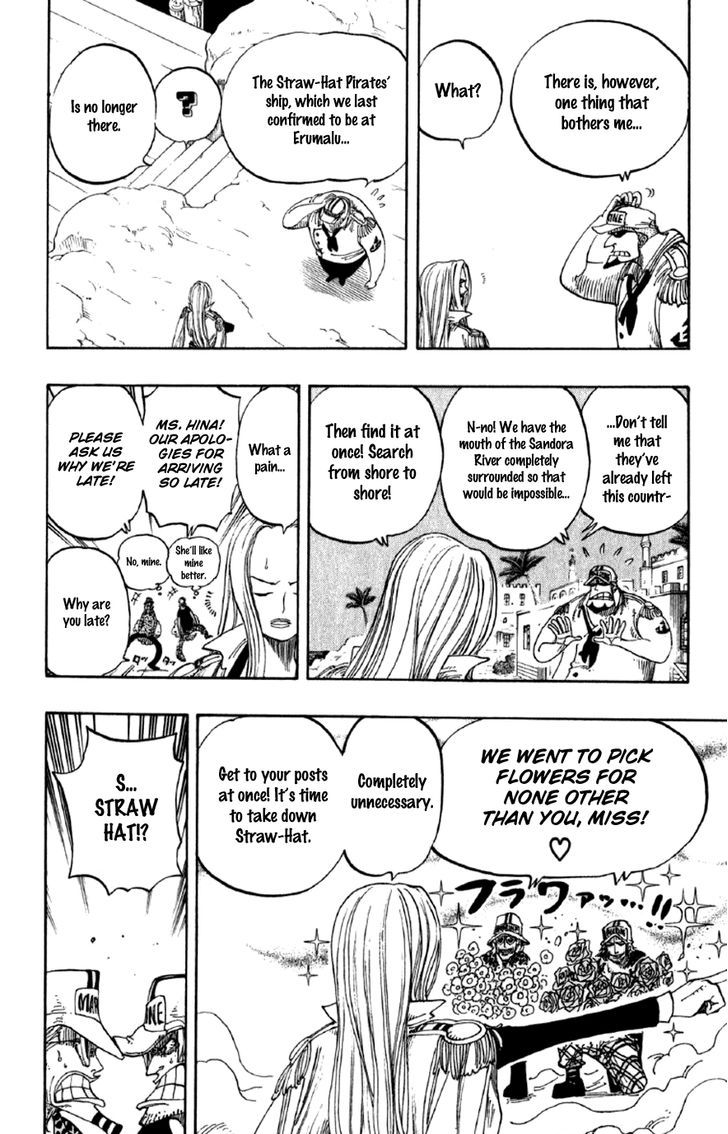 There is, however,
one thing that
bothers me...
What?
The Straw-Hat Pirates'
ship, which we last
confirmed to be at
Erumalu...
?
Is no longer
there.
...Don't tell
me that
they've
already left
this countr-
N-no! We have the
mouth of the Sandora
River completely
surrounded so that
would be impossible...
Then find it at
once! Search
from shore to
shore!
What a
pain...
MS. HINA!
OUR APOLO-
GIES FOR
ARRIVING
SO LATE!
PLEASE
ASK US
WHY WE'RE
LATE!
She'll like
mine
better.
No, mine.
Why are
you late?
WE WENT TO PICK
FLOWERS FOR
NONE OTHER
THAN YOU, MISS!
♡
フラワァッ…!!
Completely
unnecessary.
Get to your posts
at once! It's time
to take down
Straw-Hat.
S...
STRAW
HAT!?